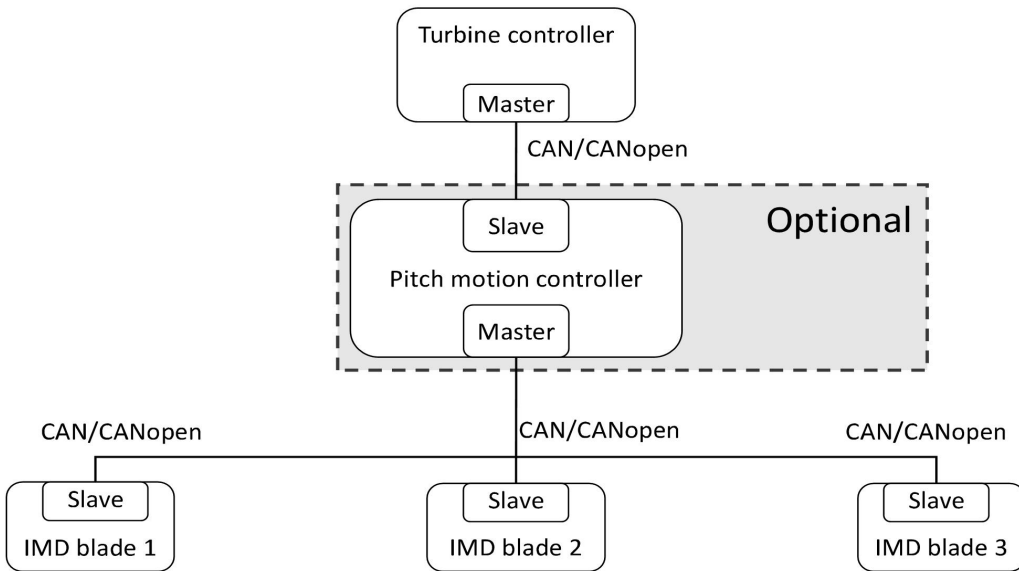 Turbine controller
Master
CAN/CANopen
Optional
Slave
Pitch motion controller
Master
CAN/CANopen
CAN/CANopen
CAN/CANopen
Slave
Slave
Slave
IMD blade 1
IMD blade 2
IMD blade 3